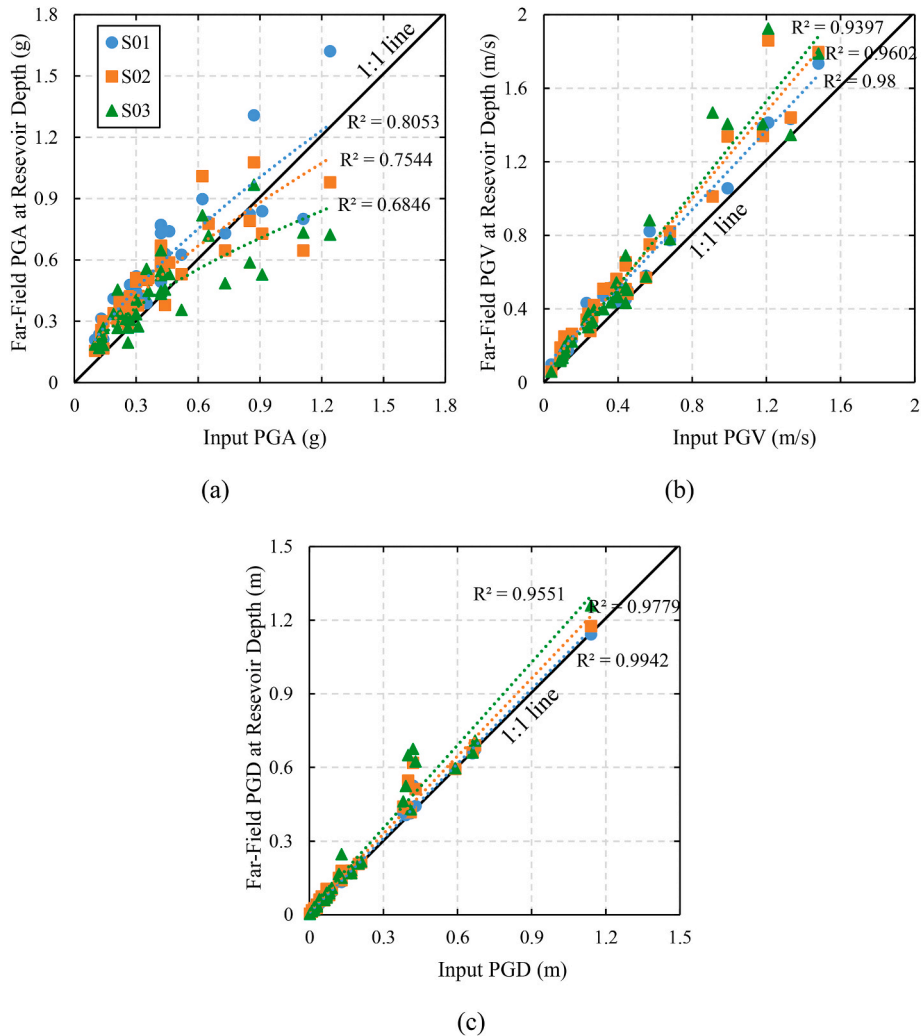 1.8
1.5
1.2
0.9
0.6
0.3
0
Far-Field PGA at Resevoir Depth (g)
S01
S02
S03
1:1 line
R² = 0.8053
R² = 0.7544
R² = 0.6846
0 0.3 0.6 0.9 1.2 1.5 1.8
Input PGA (g)
(a)
2
1.6
1.2
0.8
0.4
0
Far-Field PGV at Resevoir Depth (m/s)
R² = 0.9397
R² = 0.9602
R² = 0.98
1:1 line
0 0.4 0.8 1.2 1.6 2
Input PGV (m/s)
(b)
1.5
1.2
0.9
0.6
0.3
0
Far-Field PGD at Resevoir Depth (m)
R² = 0.9551
R² = 0.9779
R² = 0.9942
1:1 line
0 0.3 0.6 0.9 1.2 1.5
Input PGD (m)
(c)